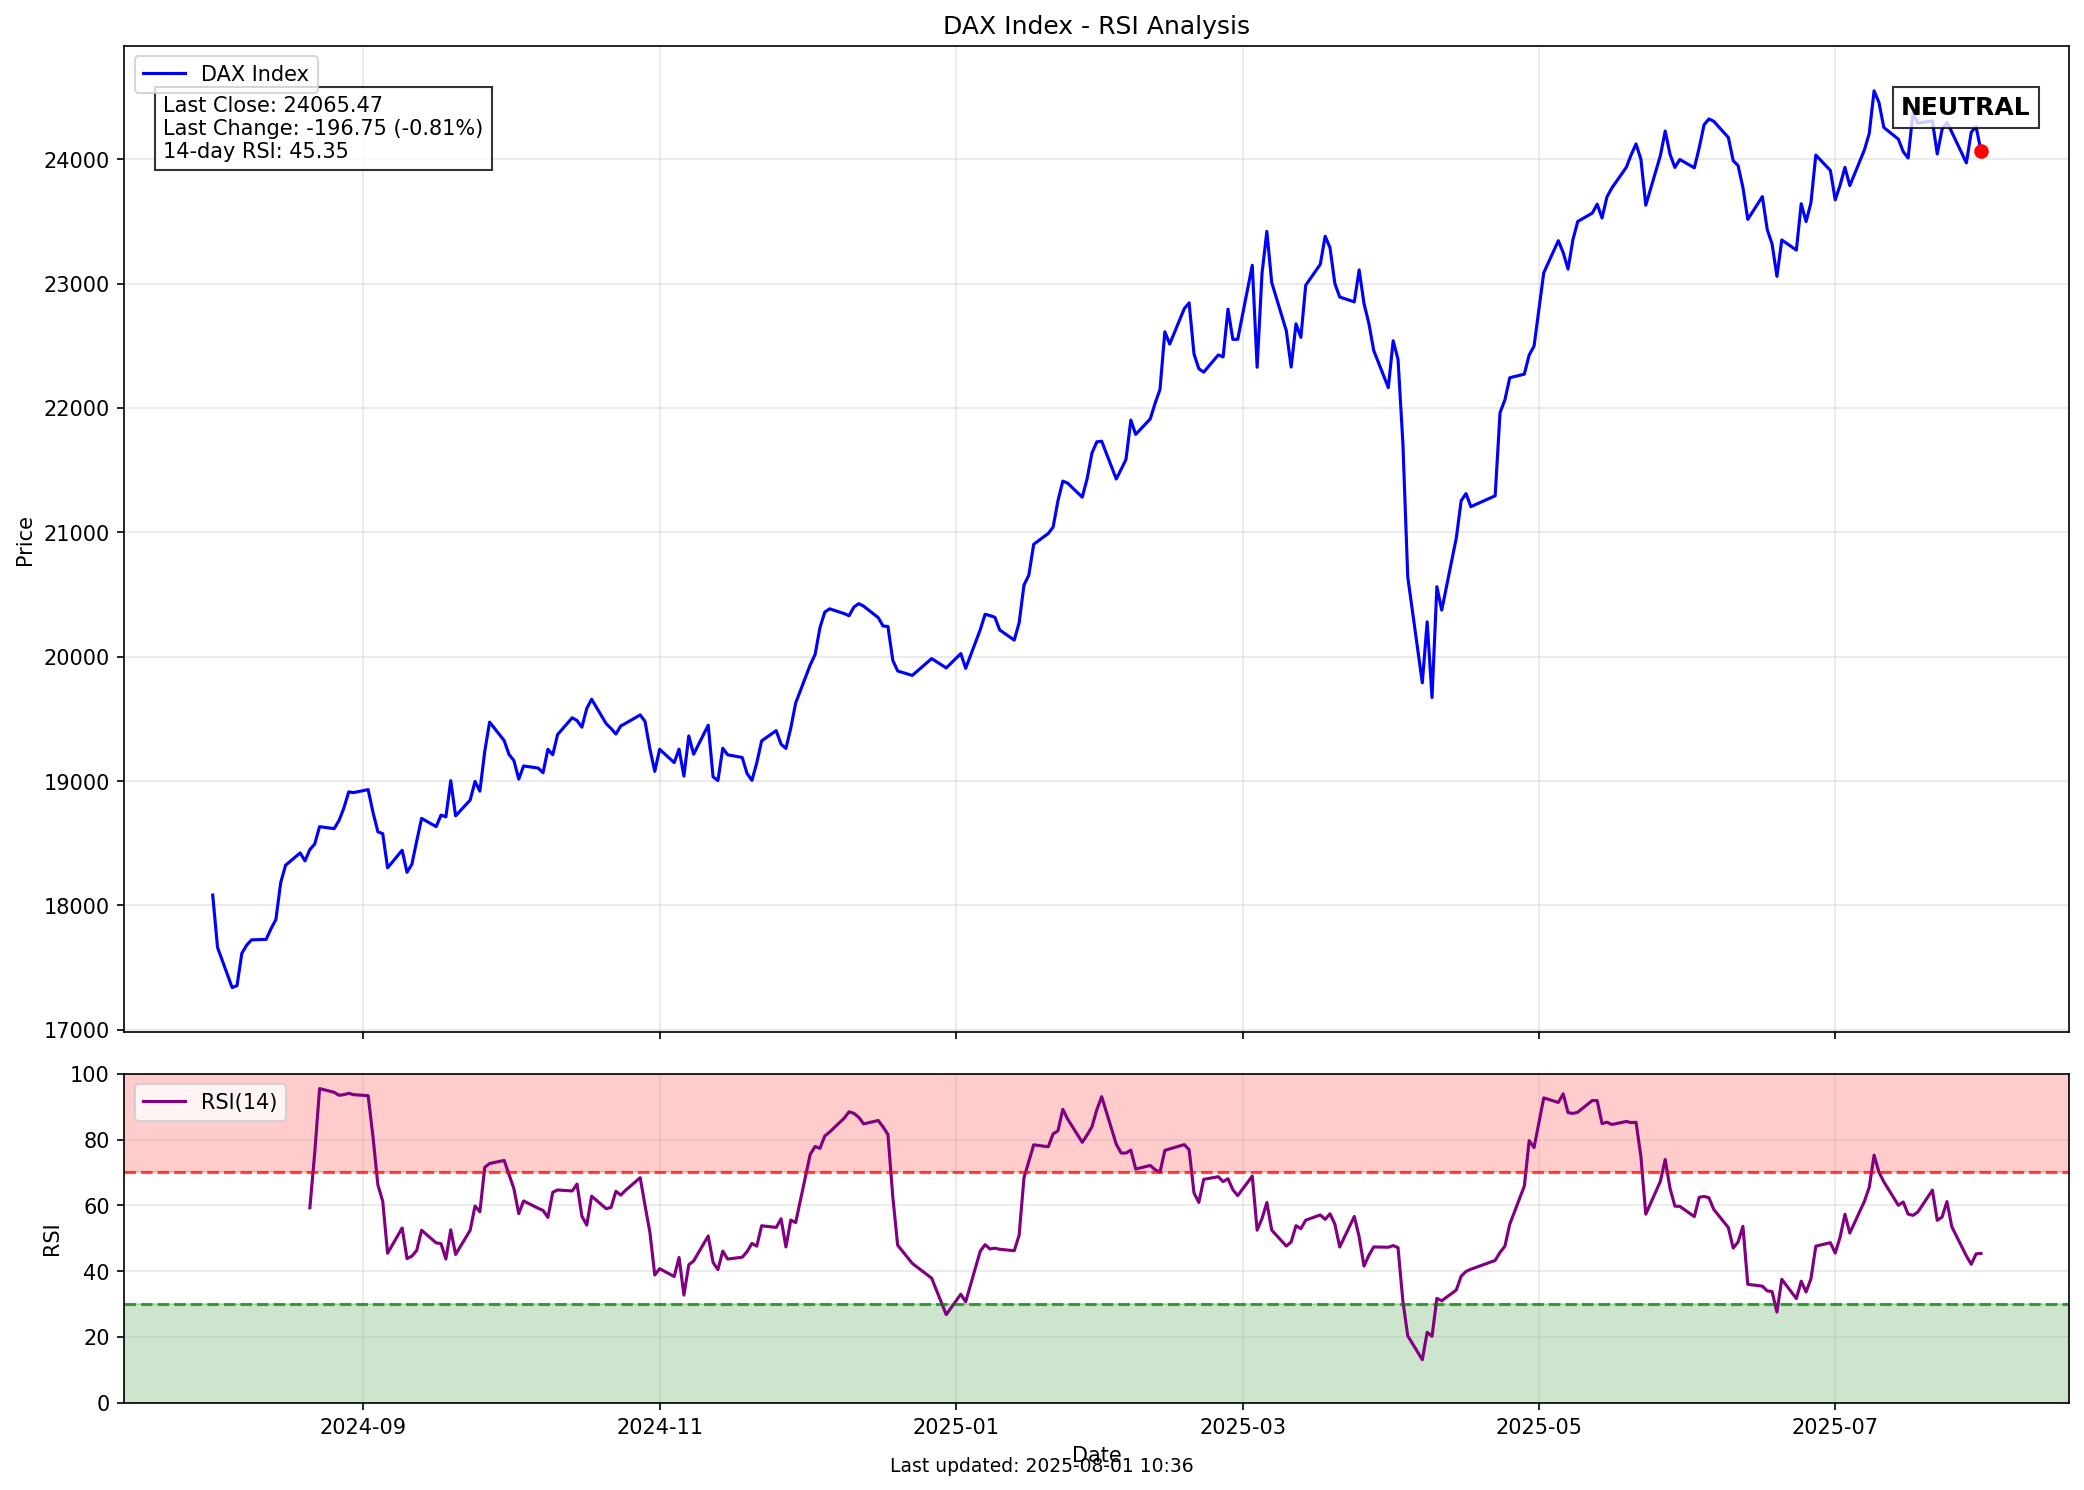 DAX Index - RSI Analysis
DAX Index
Last Close: 24065.47
Last Change: -196.75 (-0.81%)
14-day RSI: 45.35
NEUTRAL
Price
24000
23000
22000
21000
20000
19000
18000
17000
RSI(14)
RSI
100
80
60
40
20
0
2024-09
2024-11
2025-01
2025-03
2025-05
2025-07
Date
Last updated: 2025-08-01 10:36